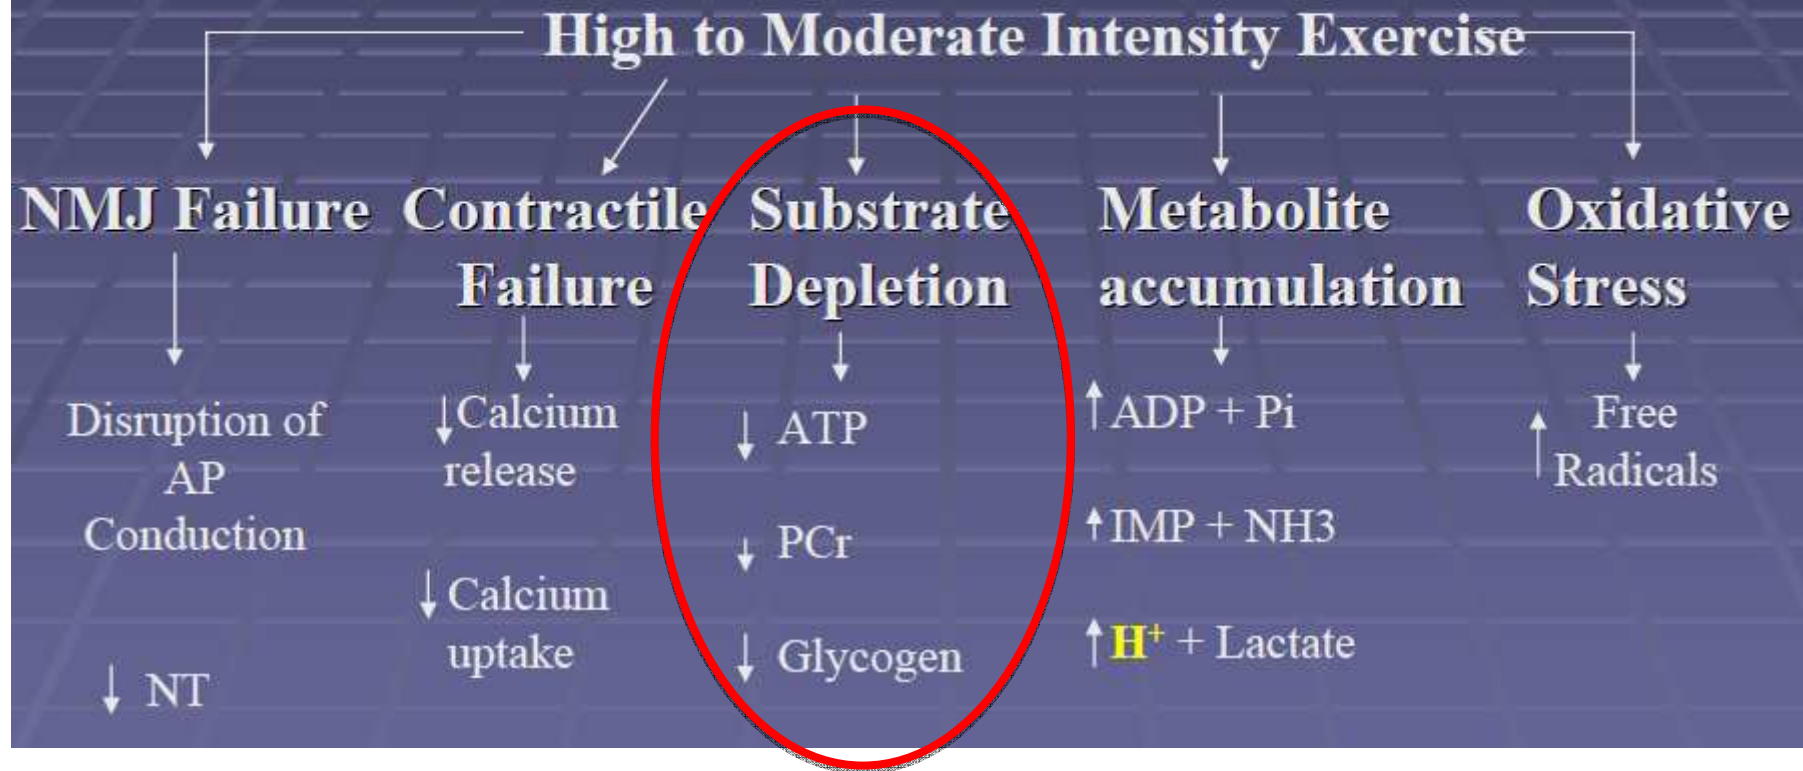 High to Moderate Intensity Exercise
NMJ Failure
Disruption of
AP
Conduction
↓ NT
Contractile
Failure
↓ Calcium
release
↓ Calcium
uptake
Substrate
Depletion
↓ ATP
↓ PCr
↓ Glycogen
Metabolite
accumulation
↑ ADP + Pi
↑ IMP + NH3
↑ H⁺ + Lactate
Oxidative
Stress
↑ Free
Radicals